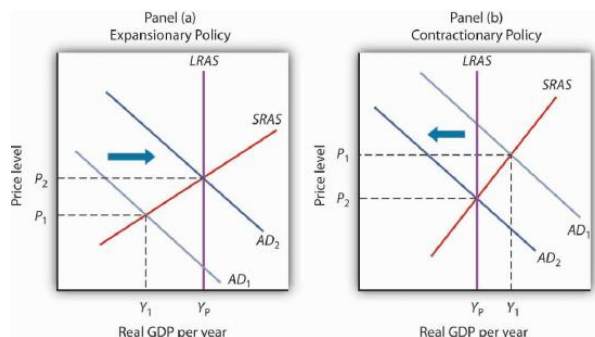 Panel (a)
Expansionary Policy
LRAS
SRAS
Price level
P2
P1
AD2
AD1
Y1
YP
Real GDP per year
Panel (b)
Contractionary Policy
LRAS
SRAS
Price level
P1
P2
AD1
AD2
YP
Y1
Real GDP per year